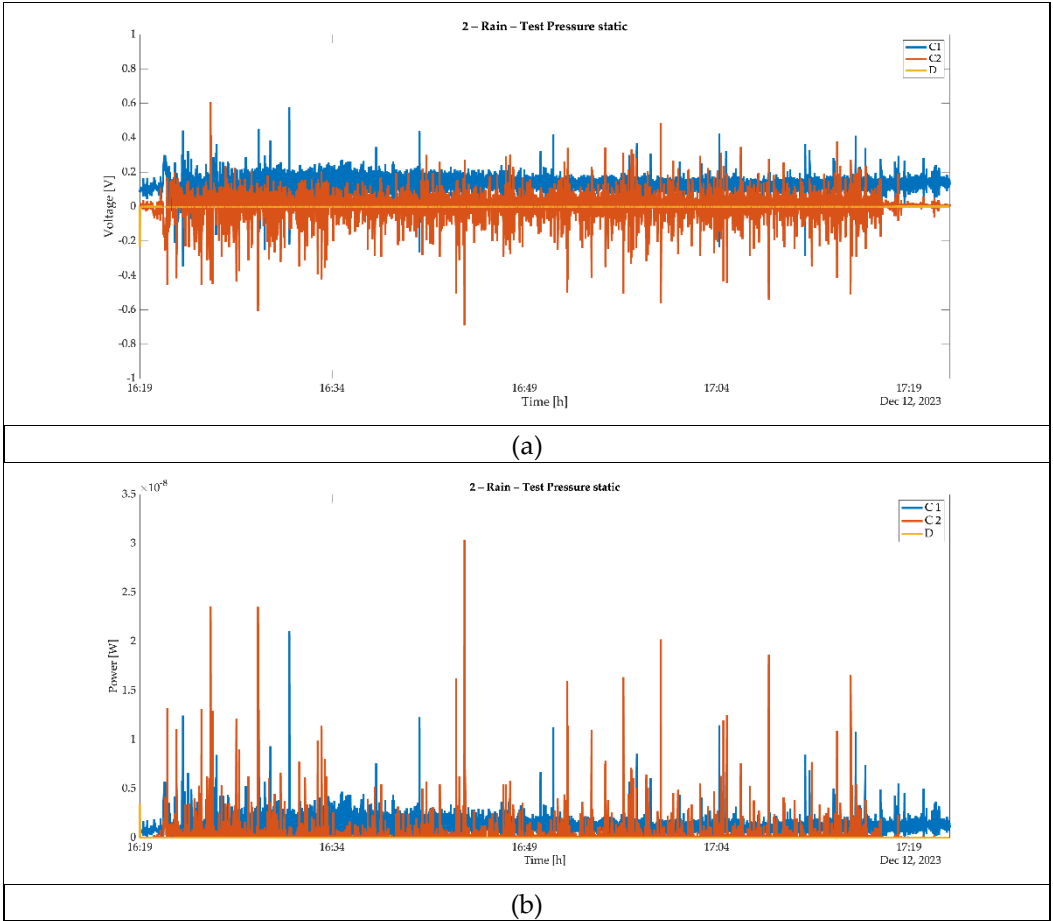 2 – Rain – Test Pressure static
1
0.8
0.6
0.4
0.2
0
-0.2
-0.4
-0.6
-0.8
-1
Voltage [V]
C1
C2
D
16:19
16:34
16:49
17:04
17:19
Time [h]
Dec 12, 2023
(a)
2 – Rain – Test Pressure static
×10-8
3.5
3
2.5
2
1.5
1
0.5
0
Power [W]
C 1
C 2
D
16:19
16:34
16:49
17:04
17:19
Time [h]
Dec 12, 2023
(b)